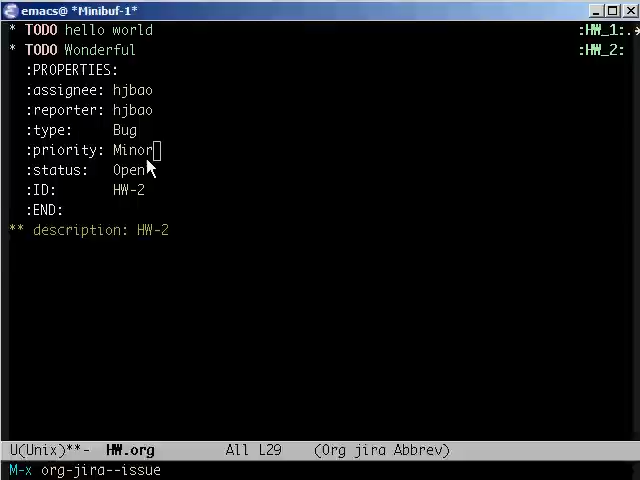 emacs@ *Minibuf-1*
* TODO hello world :HW_1:.
* TODO Wonderful :HW_2:
:PROPERTIES:
:assignee: hjbao
:reporter: hjbao
:type: Bug
:priority: Minor
:status: Open
:ID: HW-2
:END:
** description: HW-2
U(Unix)**- HW.org All L29 (Org jira Abbrev)
M-x org-jira--issue